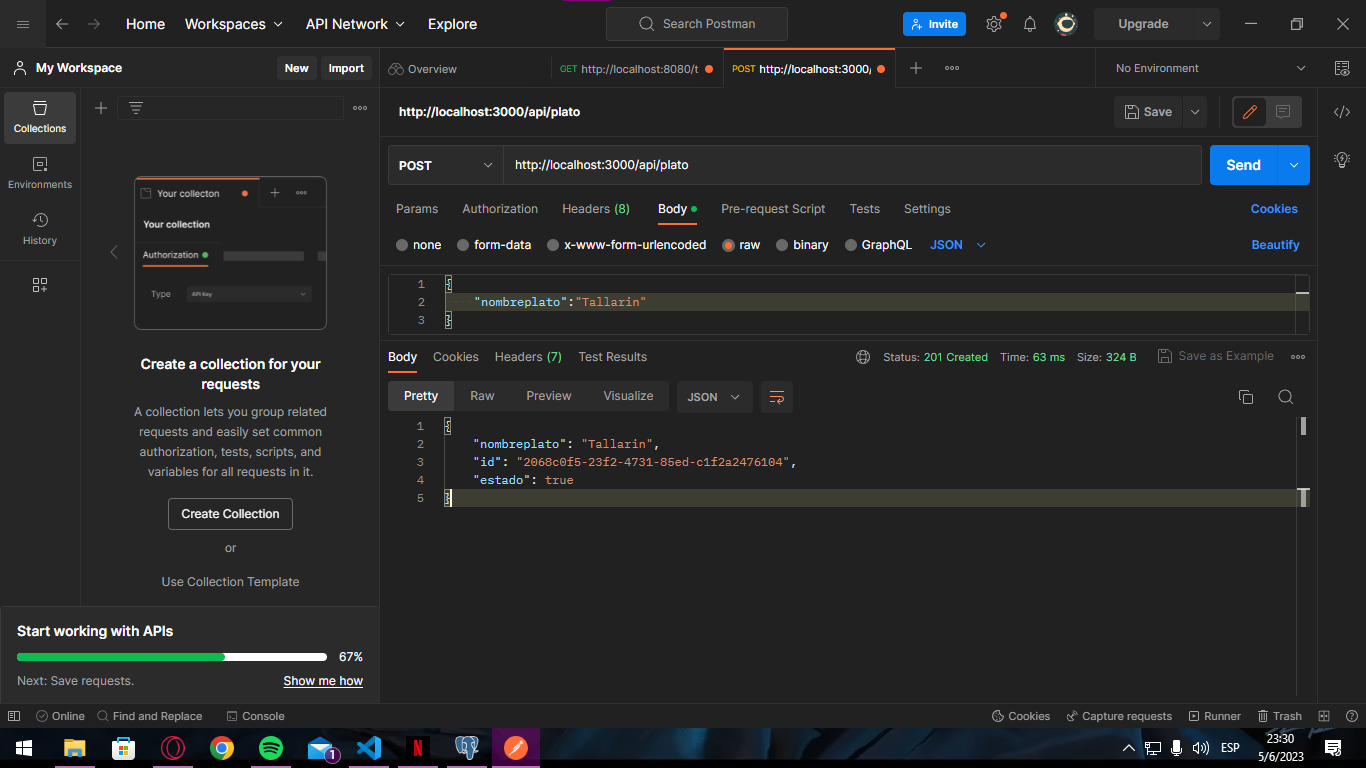 Home Workspaces API Network Explore Search Postman Invite Upgrade
My Workspace New Import Overview GET http://localhost:8080/t POST http://localhost:3000/ No Environment
Collections
Environments
History
Your collecton
Your collection
Authorization
Type API Key
Create a collection for your
requests
A collection lets you group related
requests and easily set common
authorization, tests, scripts, and
variables for all requests in it.
Create Collection
or
Use Collection Template
Start working with APIs
67%
Next: Save requests. Show me how
http://localhost:3000/api/plato Save
POST http://localhost:3000/api/plato Send
Params Authorization Headers (8) Body Pre-request Script Tests Settings Cookies
none form-data x-www-form-urlencoded raw binary GraphQL JSON Beautify
1 {
2 "nombreplato":"Tallarin"
3 }
Body Cookies Headers (7) Test Results Status: 201 Created Time: 63 ms Size: 324 B Save as Example
Pretty Raw Preview Visualize JSON
1 {
2 "nombreplato": "Tallarin",
3 "id": "2068c0f5-23f2-4731-85ed-c1f2a2476104",
4 "estado": true
5 }
Online Find and Replace Console Cookies Capture requests Runner Trash
1 N ESP 23:30
5/6/2023